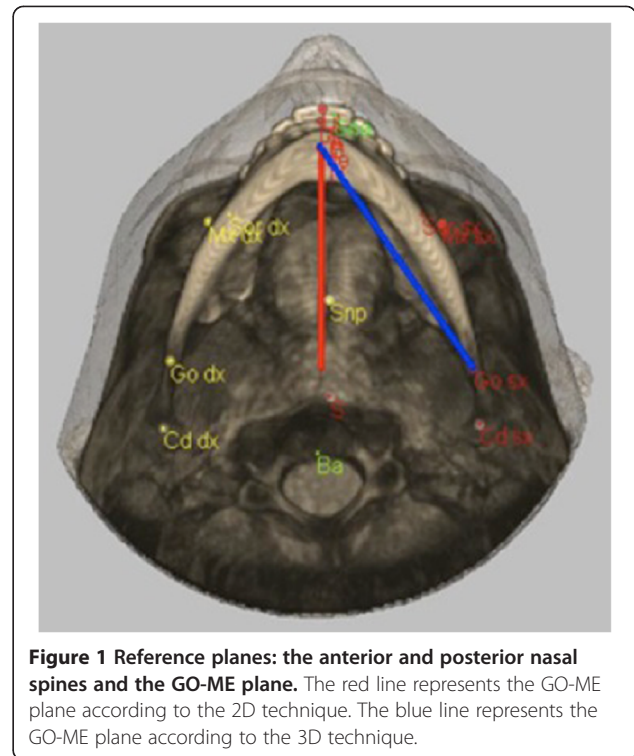 Snp
Go dx
Go sx
S
Cd dx
Cd sx
Ba
Figure 1 Reference planes: the anterior and posterior nasal
spines and the GO-ME plane. The red line represents the GO-ME
plane according to the 2D technique. The blue line represents the
GO-ME plane according to the 3D technique.